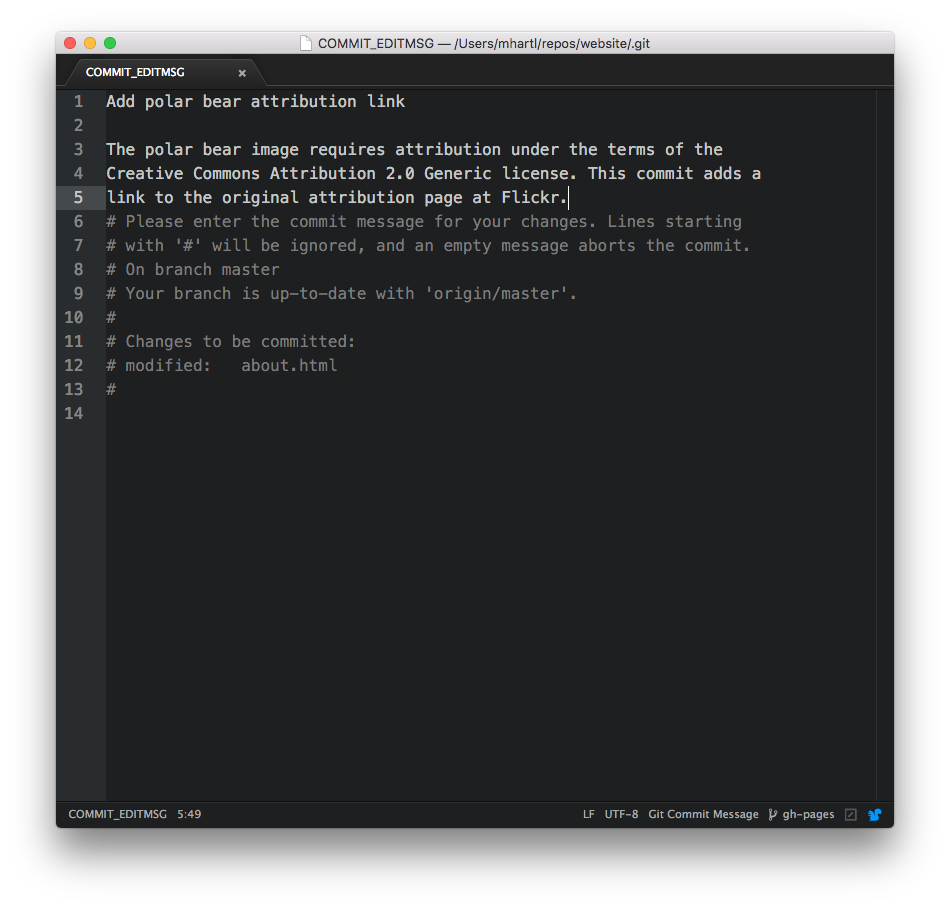 COMMIT_EDITMSG — /Users/mhartl/repos/website/.git
COMMIT_EDITMSG ×
1 Add polar bear attribution link
2
3 The polar bear image requires attribution under the terms of the
4 Creative Commons Attribution 2.0 Generic license. This commit adds a
5 link to the original attribution page at Flickr.
6 # Please enter the commit message for your changes. Lines starting
7 # with '#' will be ignored, and an empty message aborts the commit.
8 # On branch master
9 # Your branch is up-to-date with 'origin/master'.
10 #
11 # Changes to be committed:
12 # modified:   about.html
13 #
14
COMMIT_EDITMSG 5:49 LF UTF-8 Git Commit Message gh-pages